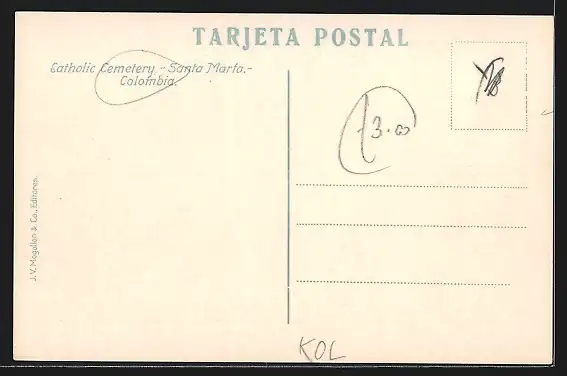 TARJETA POSTAL
Catholic Cemetery.- Santa Marta.-
Colombia.
3.00
J. V. Mogollon & Co., Editores.
KOL